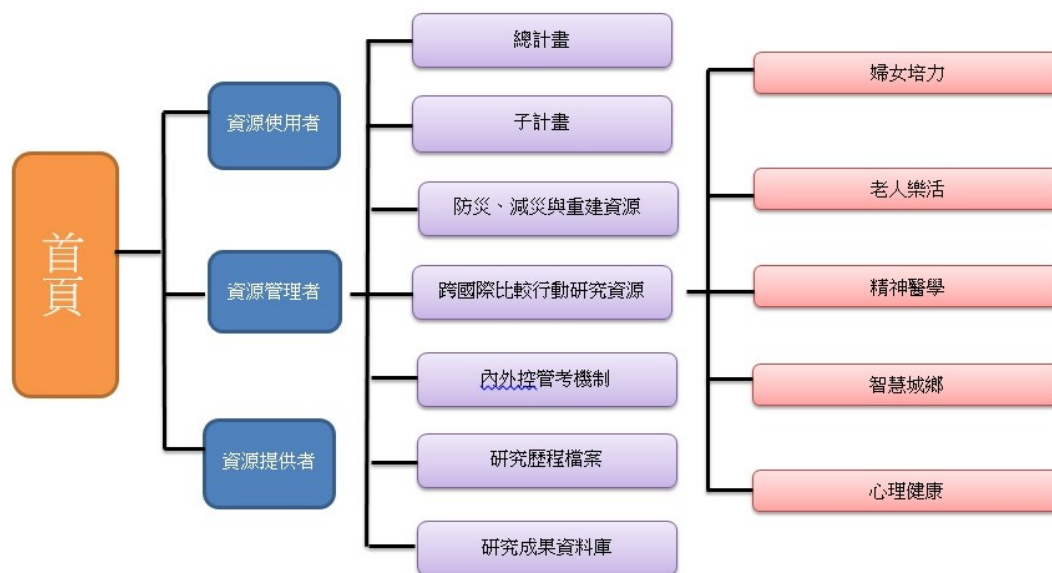 首頁
資源使用者
資源管理者
資源提供者
總計畫
子計畫
防災、減災與重建資源
跨國際比較行動研究資源
內外控管考機制
研究歷程檔案
研究成果資料庫
婦女培力
老人樂活
精神醫學
智慧城鄉
心理健康